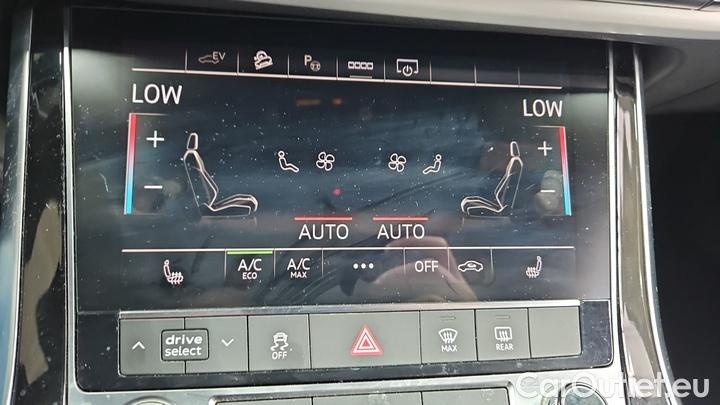 EV P
LOW LOW
+ +
- -
AUTO AUTO
A/C ECO A/C MAX ••• OFF
drive select OFF MAX REAR
CarOutlet.eu